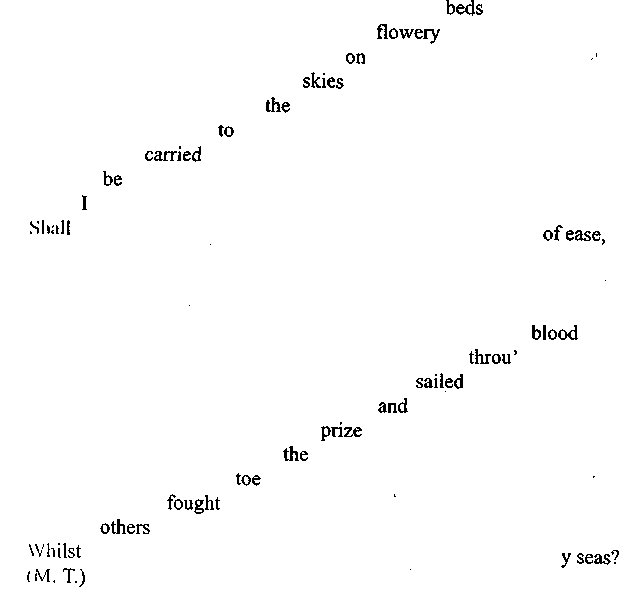 Shall
I
be
carried
to
the
skies
on
flowery
beds
of ease,
Whilst
others
fought
toe
the
prize
and
sailed
throu’
blood
y seas?
(M. T.)